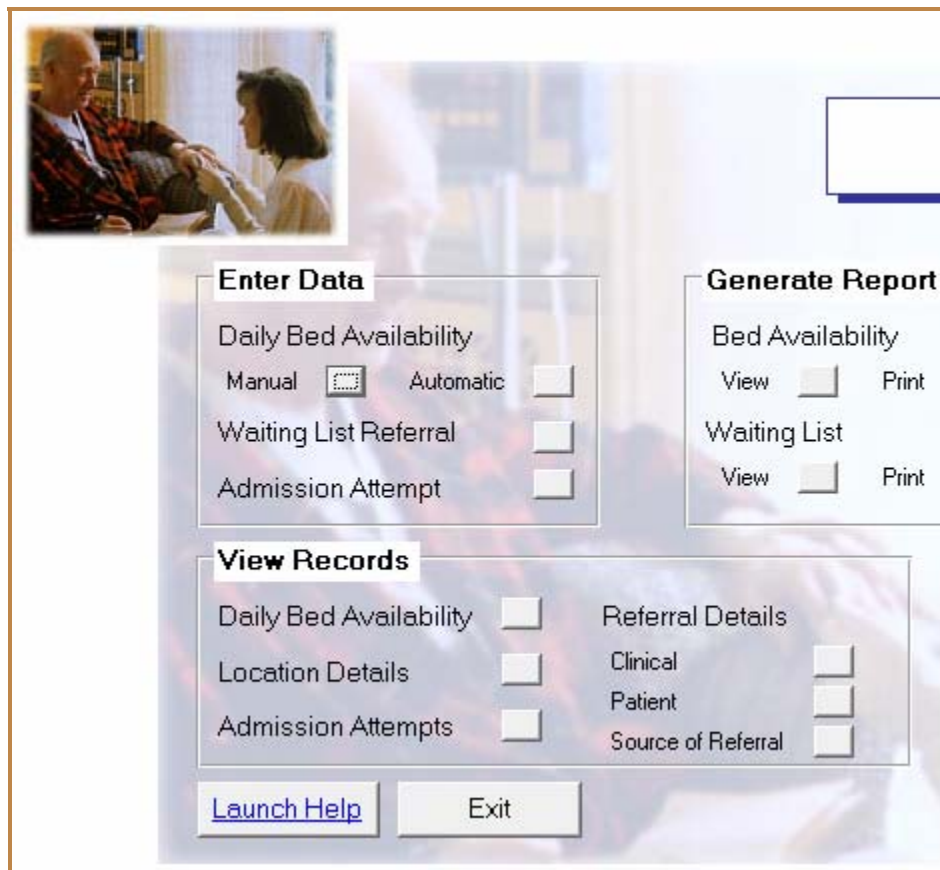 Enter Data
Daily Bed Availability
Manual Automatic
Waiting List Referral
Admission Attempt
Generate Report
Bed Availability
View Print
Waiting List
View Print
View Records
Daily Bed Availability
Location Details
Admission Attempts
Referral Details
Clinical
Patient
Source of Referral
Launch Help
Exit